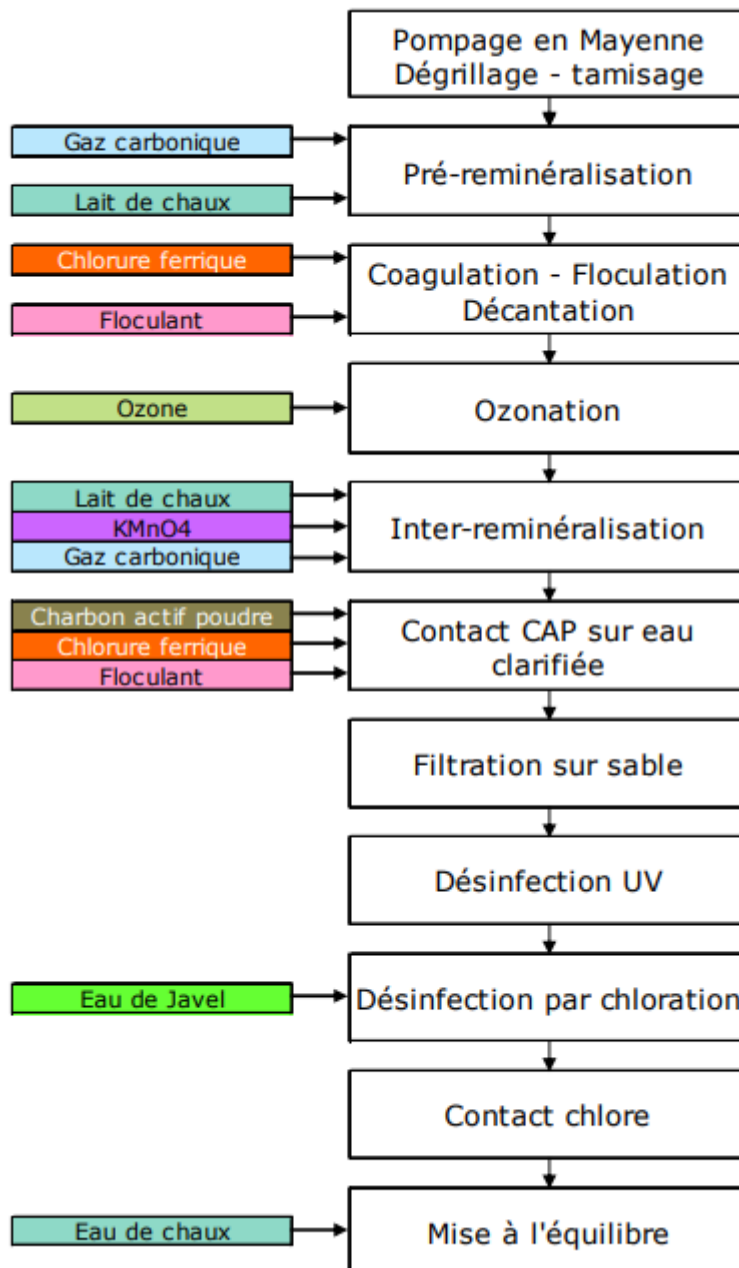 Pompage en Mayenne
Dégrillage - tamisage
Gaz carbonique
Lait de chaux
Pré-reminéralisation
Chlorure ferrique
Floculant
Coagulation - Floculation
Décantation
Ozone
Ozonation
Lait de chaux
KMnO4
Gaz carbonique
Inter-reminéralisation
Charbon actif poudre
Chlorure ferrique
Floculant
Contact CAP sur eau
clarifiée
Filtration sur sable
Désinfection UV
Eau de Javel
Désinfection par chloration
Contact chlore
Eau de chaux
Mise à l'équilibre